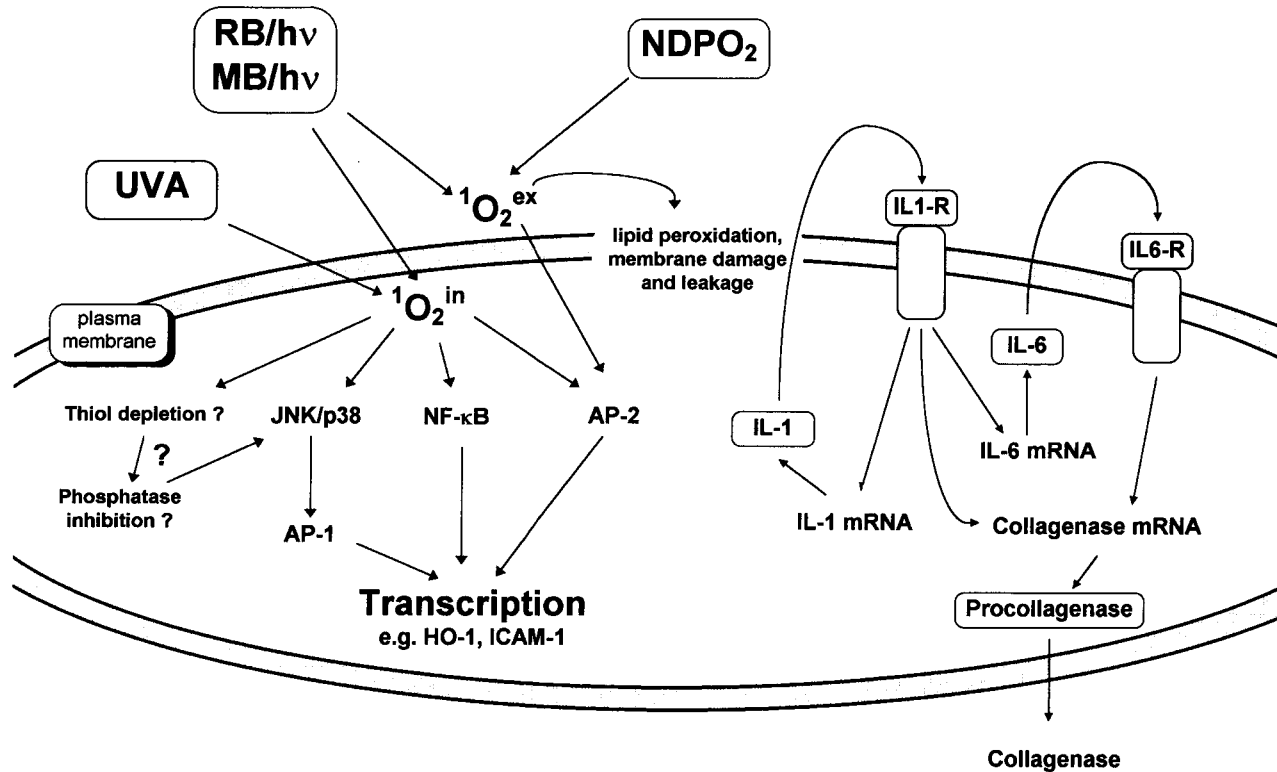 RB/hν
MB/hν
NDPO₂
UVA
¹O₂ᵉˣ
IL1-R
lipid peroxidation,
membrane damage
and leakage
IL6-R
¹O₂ⁱⁿ
plasma
membrane
IL-6
Thiol depletion ?
JNK/p38
NF-κB
AP-2
IL-1
IL-6 mRNA
?
Phosphatase
inhibition ?
AP-1
IL-1 mRNA
Collagenase mRNA
Transcription
e.g. HO-1, ICAM-1
Procollagenase
Collagenase